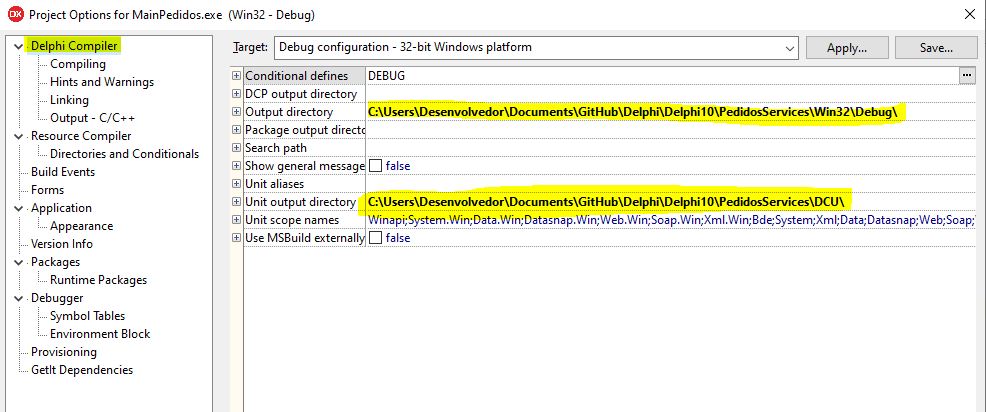 DX Project Options for MainPedidos.exe (Win32 - Debug)
Delphi Compiler
Compiling
Hints and Warnings
Linking
Output - C/C++
Resource Compiler
Directories and Conditionals
Build Events
Forms
Application
Appearance
Version Info
Packages
Runtime Packages
Debugger
Symbol Tables
Environment Block
Provisioning
GetIt Dependencies
Target: Debug configuration - 32-bit Windows platform Apply... Save...
Conditional defines DEBUG ...
DCP output directory
Output directory C:\Users\Desenvolvedor\Documents\GitHub\Delphi\Delphi10\PedidosServices\Win32\Debug\
Package output directo
Search path
Show general message false
Unit aliases
Unit output directory C:\Users\Desenvolvedor\Documents\GitHub\Delphi\Delphi10\PedidosServices\DCU\
Unit scope names Winapi;System.Win;Data.Win;Datasnap.Win;Web.Win;Soap.Win;Xml.Win;Bde;System;Xml;Data;Datasnap;Web;Soap;
Use MSBuild externally false